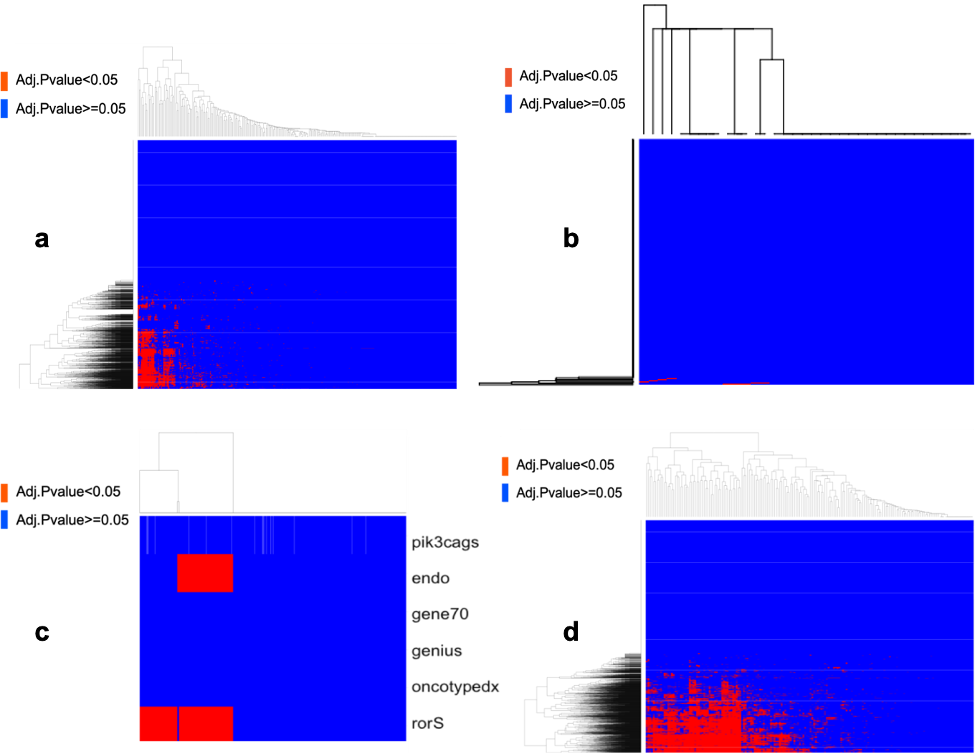 Adj.Pvalue<0.05
Adj.Pvalue>=0.05
a
Adj.Pvalue<0.05
Adj.Pvalue>=0.05
b
Adj.Pvalue<0.05
Adj.Pvalue>=0.05
c
pik3cags
endo
gene70
genius
oncotypedx
rorS
Adj.Pvalue<0.05
Adj.Pvalue>=0.05
d